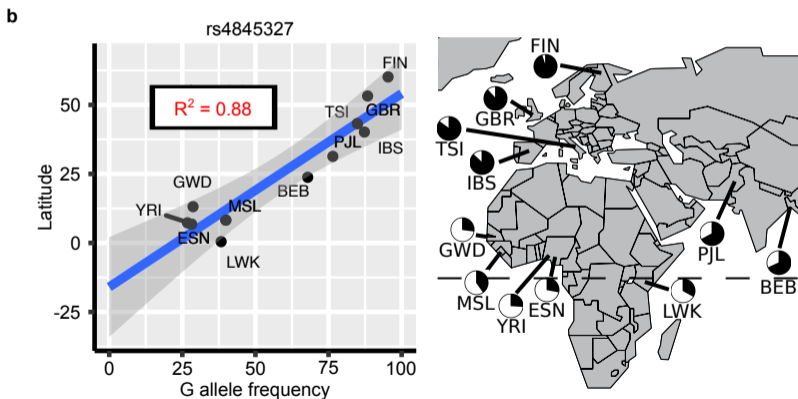 b
rs4845327
R² = 0.88
FIN
GBR
TSI
IBS
PJL
BEB
GWD
YRI
MSL
ESN
LWK
50
25
0
-25
Latitude
0 25 50 75 100
G allele frequency
FIN
GBR
TSI
IBS
GWD
MSL
YRI
ESN
LWK
PJL
BEB